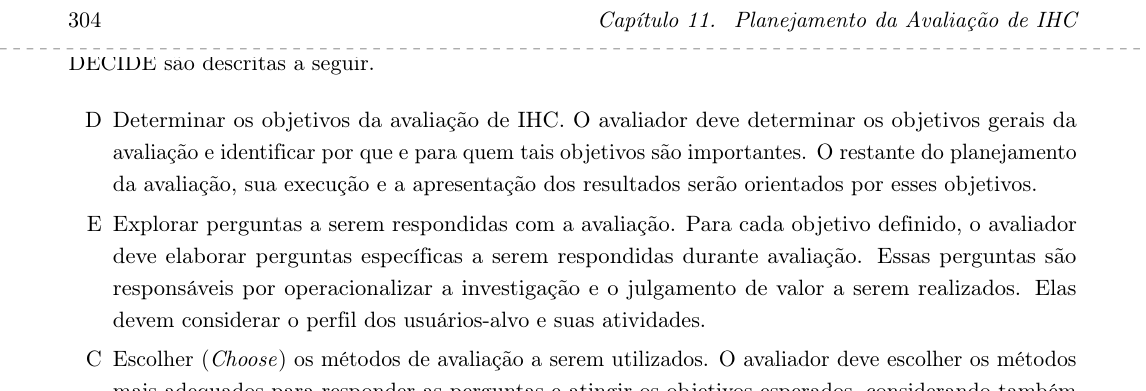 304 Capítulo 11. Planejamento da Avaliação de IHC
DECIDE sao descritas a seguir.
D Determinar os objetivos da avaliação de IHC. O avaliador deve determinar os objetivos gerais da
avaliação e identificar por que e para quem tais objetivos são importantes. O restante do planejamento
da avaliação, sua execução e a apresentação dos resultados serão orientados por esses objetivos.
E Explorar perguntas a serem respondidas com a avaliação. Para cada objetivo definido, o avaliador
deve elaborar perguntas específicas a serem respondidas durante avaliação. Essas perguntas são
responsáveis por operacionalizar a investigação e o julgamento de valor a serem realizados. Elas
devem considerar o perfil dos usuários-alvo e suas atividades.
C Escolher (Choose) os métodos de avaliação a serem utilizados. O avaliador deve escolher os métodos
mais adequados para responder as perguntas e atingir os objetivos esperados, considerando também